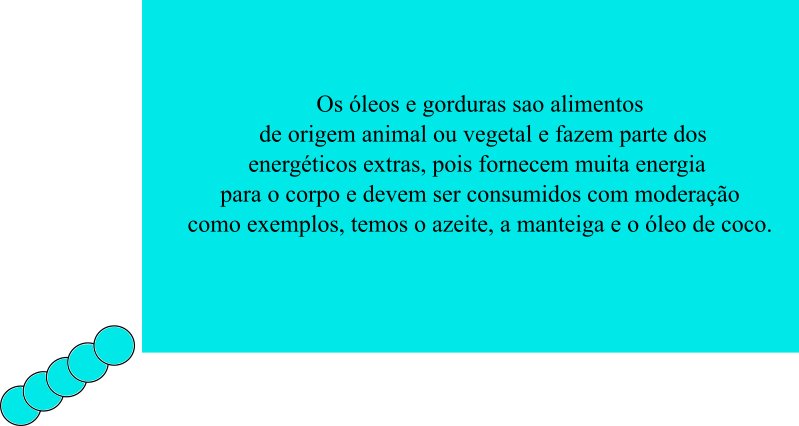 Os óleos e gorduras sao alimentos
de origem animal ou vegetal e fazem parte dos
energéticos extras, pois fornecem muita energia
para o corpo e devem ser consumidos com moderação
como exemplos, temos o azeite, a manteiga e o óleo de coco.